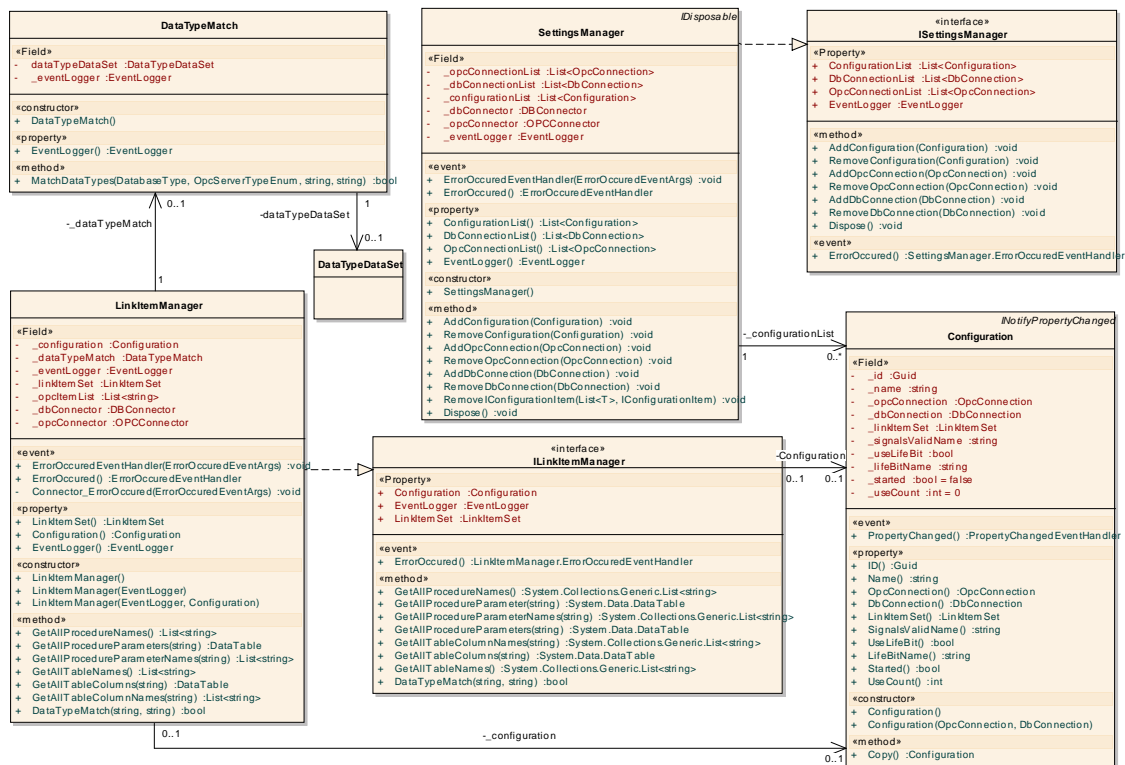 DataTypeMatch
«Field»
- dataTypeDataSet :DataTypeDataSet
- _eventLogger :EventLogger
«constructor»
+ DataTypeMatch()
«property»
+ EventLogger() :EventLogger
«method»
+ MatchDataTypes(DatabaseType, OpcServerTypeEnum, string, string) :bool
0..1
-_dataTypeMatch
1
-dataTypeDataSet
1
0..1
DataTypeDataSet
LinkItemManager
«Field»
- _configuration :Configuration
- _dataTypeMatch :DataTypeMatch
- _eventLogger :EventLogger
- _linkItemSet :LinkItemSet
- _opcItemList :List<string>
- _dbConnector :DBConnector
- _opcConnector :OPCConnector
«event»
+ ErrorOccuredEventHandler(ErrorOccuredEventArgs) :void
+ ErrorOccured() :ErrorOccuredEventHandler
- Connector_ErrorOccured(ErrorOccuredEventArgs) :void
«property»
+ LinkItemSet() :LinkItemSet
+ Configuration() :Configuration
+ EventLogger() :EventLogger
«constructor»
+ LinkItemManager()
+ LinkItemManager(EventLogger)
+ LinkItemManager(EventLogger, Configuration)
«method»
+ GetAllProcedureNames() :List<string>
+ GetAllProcedureParameters(string) :DataTable
+ GetAllProcedureParameterNames(string) :List<string>
+ GetAllTableNames() :List<string>
+ GetAllTableColumns(string) :DataTable
+ GetAllTableColumnNames(string) :List<string>
+ DataTypeMatch(string, string) :bool
0..1
-_configuration
0..1
IDisposable
SettingsManager
«Field»
- _opcConnectionList :List<OpcConnection>
- _dbConnectionList :List<DbConnection>
- _configurationList :List<Configuration>
- _dbConnector :DBConnector
- _opcConnector :OPCConnector
- _eventLogger :EventLogger
«event»
+ ErrorOccuredEventHandler(ErrorOccuredEventArgs) :void
+ ErrorOccured() :ErrorOccuredEventHandler
«property»
+ ConfigurationList() :List<Configuration>
+ DbConnectionList() :List<DbConnection>
+ OpcConnectionList() :List<OpcConnection>
+ EventLogger() :EventLogger
«constructor»
+ SettingsManager()
«method»
+ AddConfiguration(Configuration) :void
+ RemoveConfiguration(Configuration) :void
+ AddOpcConnection(OpcConnection) :void
+ RemoveOpcConnection(OpcConnection) :void
+ AddDbConnection(DbConnection) :void
+ RemoveDbConnection(DbConnection) :void
+ RemoveIConfigurationItem(List<T>, IConfigurationItem) :void
+ Dispose() :void
-_configurationList
1
0..*
«interface»
ILinkItemManager
«Property»
+ Configuration :Configuration
+ EventLogger :EventLogger
+ LinkItemSet :LinkItemSet
«event»
+ ErrorOccured() :LinkItemManager.ErrorOccuredEventHandler
«method»
+ GetAllProcedureNames() :System.Collections.Generic.List<string>
+ GetAllProcedureParameter(string) :System.Data.DataTable
+ GetAllProcedureParameterNames(string) :System.Collections.Generic.List<string>
+ GetAllProcedureParameters(string) :System.Data.DataTable
+ GetAllTableColumnNames(string) :System.Collections.Generic.List<string>
+ GetAllTableColumns(string) :System.Data.DataTable
+ GetAllTableNames() :System.Collections.Generic.List<string>
+ DataTypeMatch(string, string) :bool
-Configuration
0..1
0..1
«interface»
ISettingsManager
«Property»
+ ConfigurationList :List<Configuration>
+ DbConnectionList :List<DbConnection>
+ OpcConnectionList :List<OpcConnection>
+ EventLogger :EventLogger
«method»
+ AddConfiguration(Configuration) :void
+ RemoveConfiguration(Configuration) :void
+ AddOpcConnection(OpcConnection) :void
+ RemoveOpcConnection(OpcConnection) :void
+ AddDbConnection(DbConnection) :void
+ RemoveDbConnection(DbConnection) :void
+ Dispose() :void
«event»
+ ErrorOccured() :SettingsManager.ErrorOccuredEventHandler
INotifyPropertyChanged
Configuration
«Field»
- _id :Guid
- _name :string
- _opcConnection :OpcConnection
- _dbConnection :DbConnection
- _linkItemSet :LinkItemSet
- _signalsValidName :string
- _useLifeBit :bool
- _lifeBitName :string
- _started :bool = false
- _useCount :int = 0
«event»
+ PropertyChanged() :PropertyChangedEventHandler
«property»
+ ID() :Guid
+ Name() :string
+ OpcConnection() :OpcConnection
+ DbConnection() :DbConnection
+ LinkItemSet() :LinkItemSet
+ SignalsValidName() :string
+ UseLifeBit() :bool
+ LifeBitName() :string
+ Started() :bool
+ UseCount() :int
«constructor»
+ Configuration()
+ Configuration(OpcConnection, DbConnection)
«method»
+ Copy() :Configuration